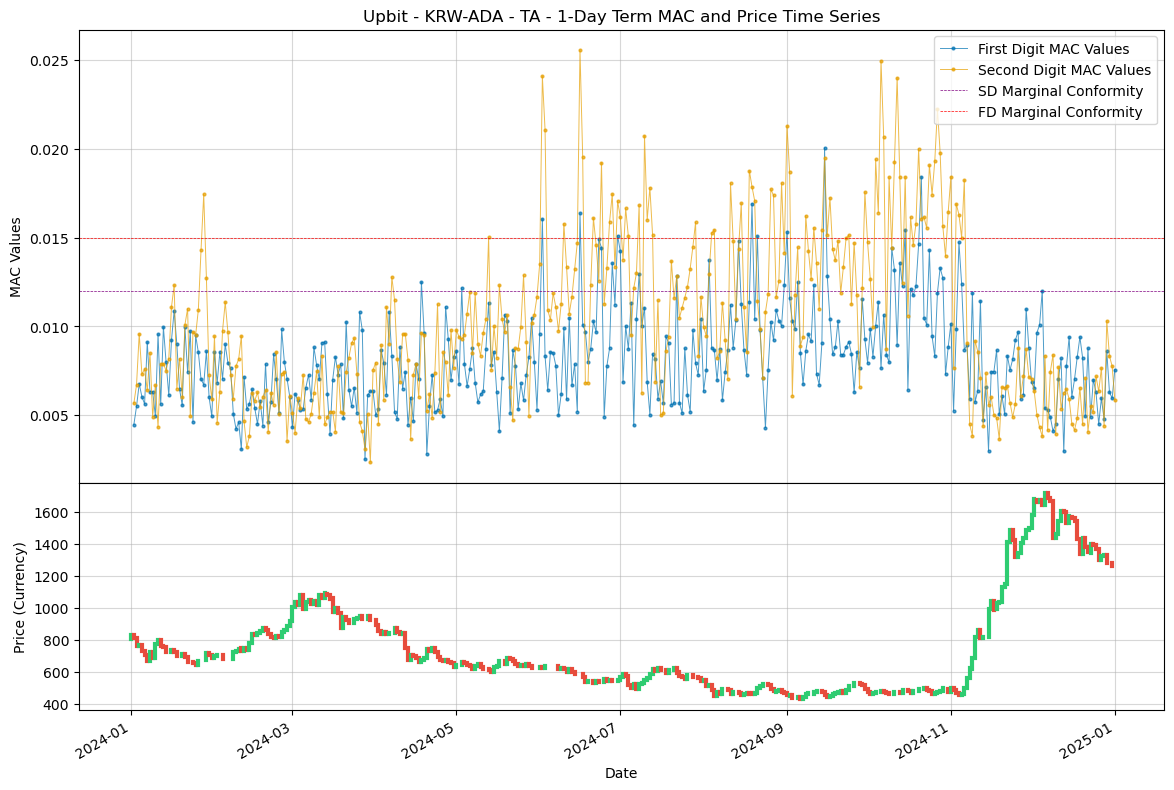 Upbit - KRW-ADA - TA - 1-Day Term MAC and Price Time Series
First Digit MAC Values
Second Digit MAC Values
SD Marginal Conformity
FD Marginal Conformity
MAC Values
0.025
0.020
0.015
0.010
0.005
Price (Currency)
1600
1400
1200
1000
800
600
400
2024-01
2024-03
2024-05
2024-07
2024-09
2024-11
2025-01
Date